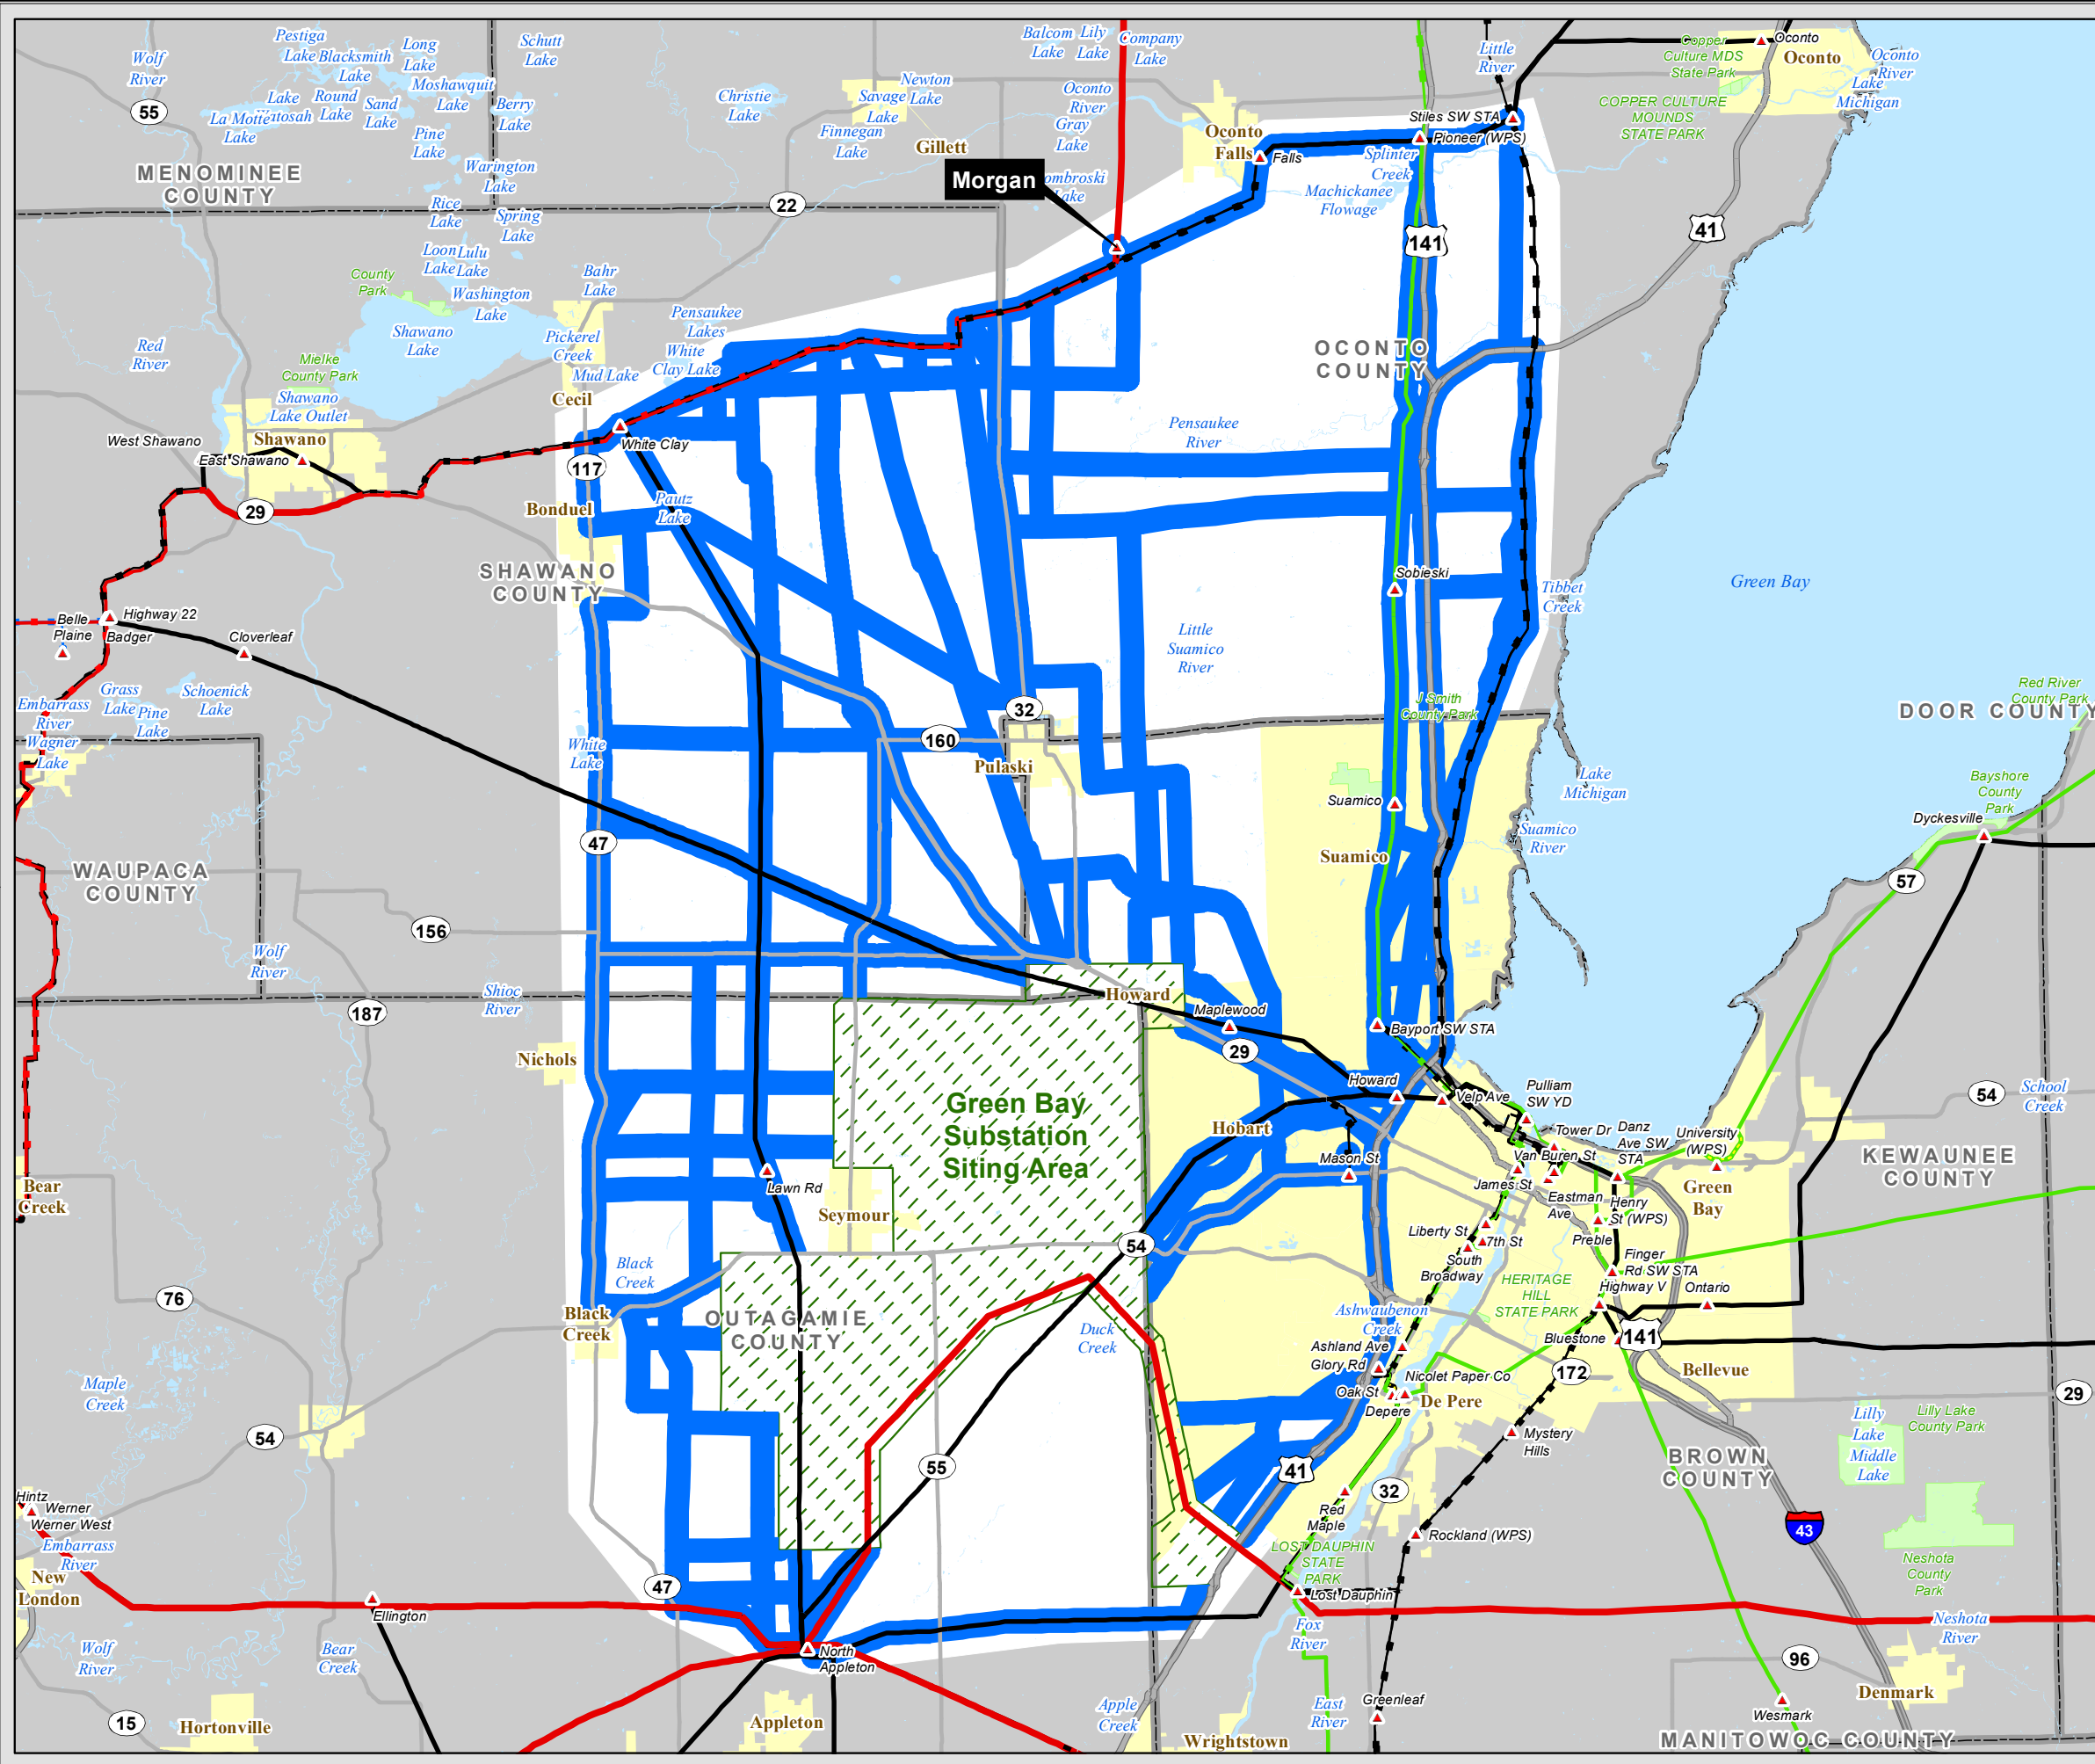 Pestiga
Lake
Blacksmith
Lake
Long
Lake
Schutt
Lake
Balcom
Lake
Lily
Lake
Company
Lake
Little
River
Copper
Culture MDS
State Park
Oconto
Oconto
Oconto
River
Wolf
River
55
Moshawquit
Lake
Lake
Round
Lake
Sand
Lake
Berry
Lake
La Motte
Lake
Christie
Lake
Savage
Lake
Newton
Lake
Oconto
River
Lake
Michigan
COPPER CULTURE
MOUNDS
STATE PARK
Finnegan
Lake
Gray
Lake
Gillett
Oconto
Falls
Falls
Stiles SW STA
Pioneer (WPS)
Splinter
Creek
Machickanee
Flowage
Pine
Lake
Warington
Lake
MENOMINEE
COUNTY
Morgan
Rice
Lake
Spring
Lake
22
141
41
Loon
Lake
Lulu
Lake
County
Park
Washington
Lake
Bahr
Lake
Shawano
Lake
Pensaukee
Lakes
Pickerel
Creek
White
Clay Lake
Mud Lake
Red
River
Mielke
County Park
Shawano
Lake Outlet
Cecil
OCONTO
COUNTY
West Shawano
Shawano
East Shawano
White Clay
117
29
Pensaukee
River
Bonduel
Pautz
Lake
SHAWANO
COUNTY
Sobieski
Tibbet
Creek
Green Bay
Belle
Plaine
Highway 22
Badger
Cloverleaf
Little
Suamico
River
Embarrass
River
Grass
Lake
Pine
Lake
Schoenick
Lake
Wagner
Lake
J Smith
County Park
Red River
County Park
DOOR COUNTY
32
160
Pulaski
White
Lake
Lake
Michigan
Bayshore
County
Park
Suamico
Suamico
Suamico
River
Dyckesville
57
47
WAUPACA
COUNTY
156
Wolf
River
Shioc
River
187
Howard
Maplewood
Bayport SW STA
29
Nichols
Howard
Velp Ave
Pulliam
SW YD
Green Bay
Substation
Siting Area
Hobart
Mason St
Tower Dr
Danz
Ave SW
STA
University
(WPS)
54
School
Creek
Van Buren St
James St
Eastman
Ave
Henry
St (WPS)
Green
Bay
KEWAUNEE
COUNTY
Bear
Creek
Lawn Rd
Seymour
54
Liberty St
7th St
South
Broadway
Preble
Finger
Rd SW STA
Highway V
Ontario
HERITAGE
HILL
STATE PARK
Black
Creek
76
Black
Creek
OUTAGAMIE
COUNTY
Duck
Creek
Ashwaubenon
Creek
Ashland Ave
Glory Rd
Oak St
Depere
Nicolet Paper Co
De Pere
Bluestone
141
172
Bellevue
29
Maple
Creek
54
55
41
32
Mystery
Hills
BROWN
COUNTY
Lilly
Lake
Middle
Lake
Lilly Lake
County Park
Hintz
Werner
Werner West
Embarrass
River
Red
Maple
Rockland (WPS)
43
LOST DAUPHIN
STATE
PARK
Lost Dauphin
Neshota
County
Park
New
London
47
Ellington
Wolf
River
Bear
Creek
North
Appleton
Fox
River
Neshota
River
96
15
Hortonville
Appleton
Apple
Creek
Wrightstown
East
River
Greenleaf
Wesmark
Denmark
MANITOWOC COUNTY